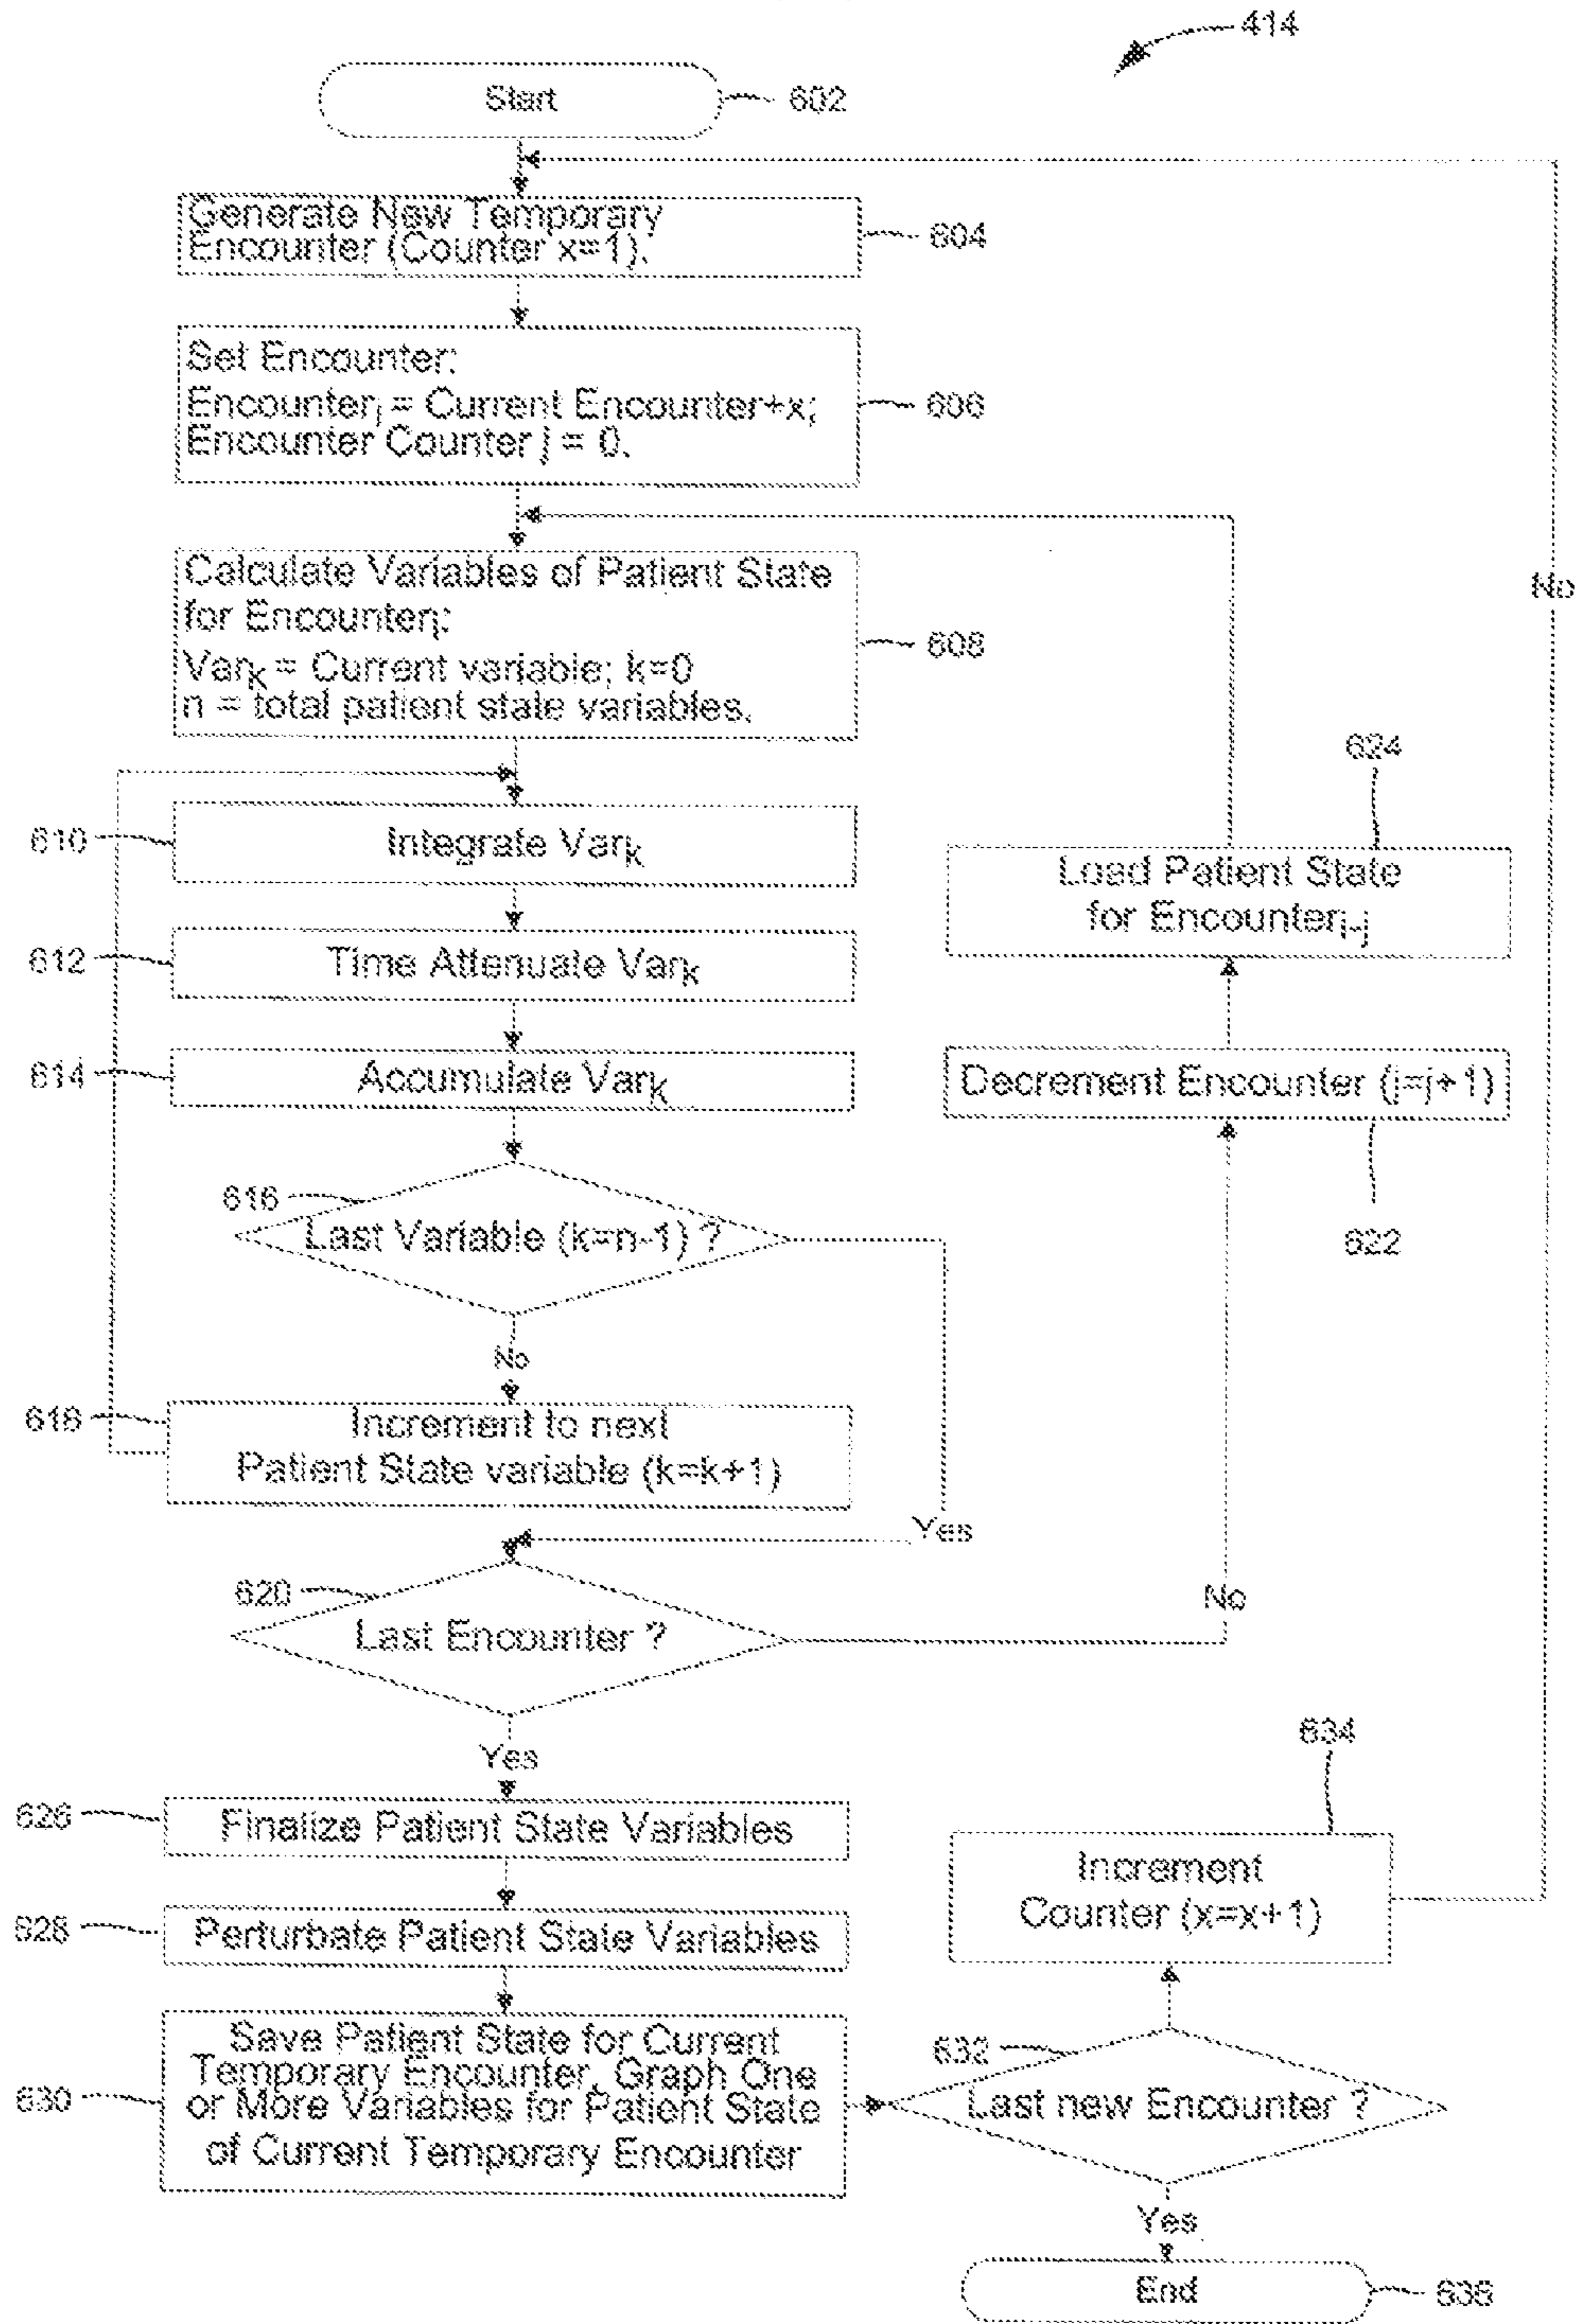 414
Start
602
Generate New Temporary
Encounter (Counter x=1).
604
Set Encounter:
Encounteri = Current Encounter+x;
Encounter Counter j = 0.
606
Calculate Variables of Patient State
for Encounteri:
Vark = Current variable; k=0
n = total patient state variables.
608
No
610
Integrate Vark
624
Load Patient State
for Encounteri-j
612
Time Attenuate Vark
614
Accumulate Vark
Decrement Encounter (j=j+1)
616
Last Variable (k=n-1) ?
622
No
618
Increment to next
Patient State variable (k=k+1)
Yes
620
Last Encounter ?
No
Yes
634
626
Finalize Patient State Variables
Increment
Counter (x=x+1)
628
Perturbate Patient State Variables
630
Save Patient State for Current
Temporary Encounter, Graph One
or More Variables for Patient State
of Current Temporary Encounter
632
Last new Encounter ?
Yes
End
636